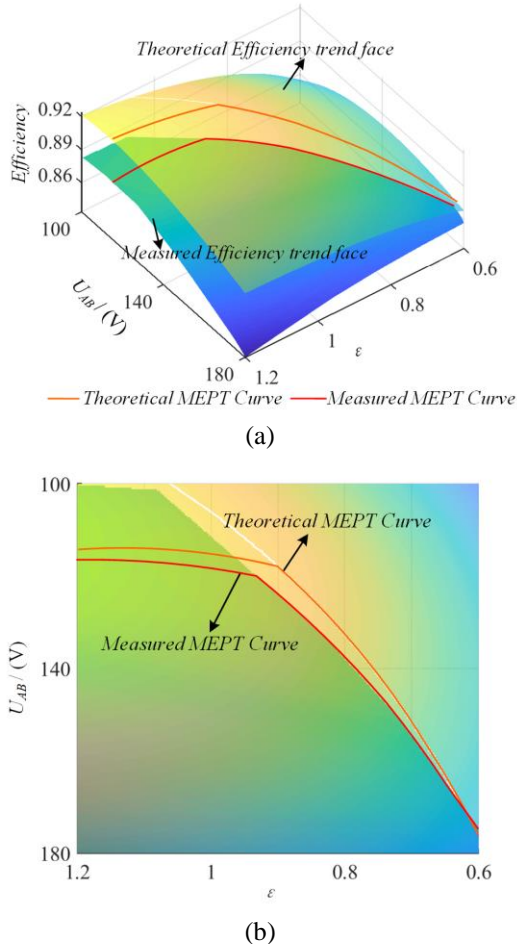 Theoretical Efficiency trend face
Efficiency
0.92
0.89
0.86
100
Measured Efficiency trend face
U_AB / (V)
140
180
0.6
0.8
1
1.2
ε
Theoretical MEPT Curve
Measured MEPT Curve
(a)
100
Theoretical MEPT Curve
Measured MEPT Curve
U_AB / (V)
140
180
1.2
1
0.8
0.6
ε
(b)